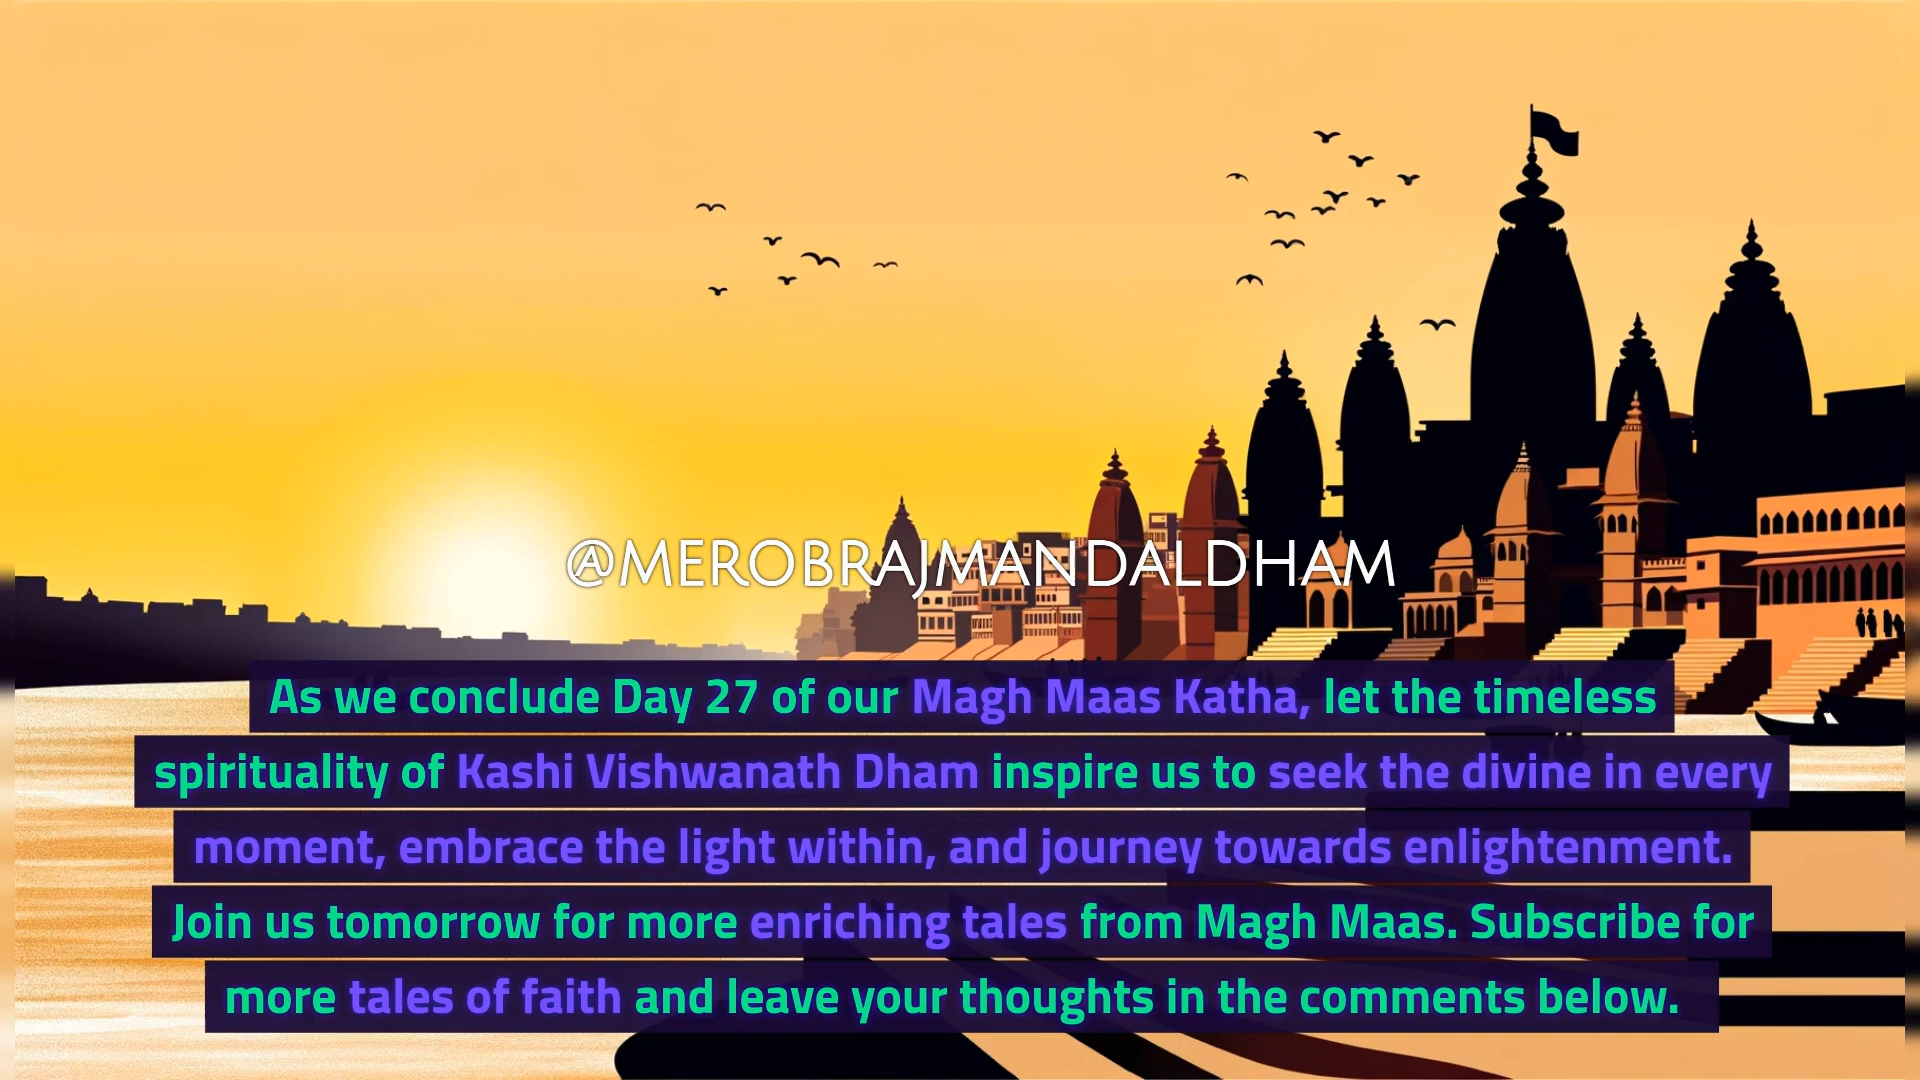 @MEROBRAJMANDALDHAM
As we conclude Day 27 of our Magh Maas Katha, let the timeless
spirituality of Kashi Vishwanath Dham inspire us to seek the divine in every
moment, embrace the light within, and journey towards enlightenment.
Join us tomorrow for more enriching tales from Magh Maas. Subscribe for
more tales of faith and leave your thoughts in the comments below.